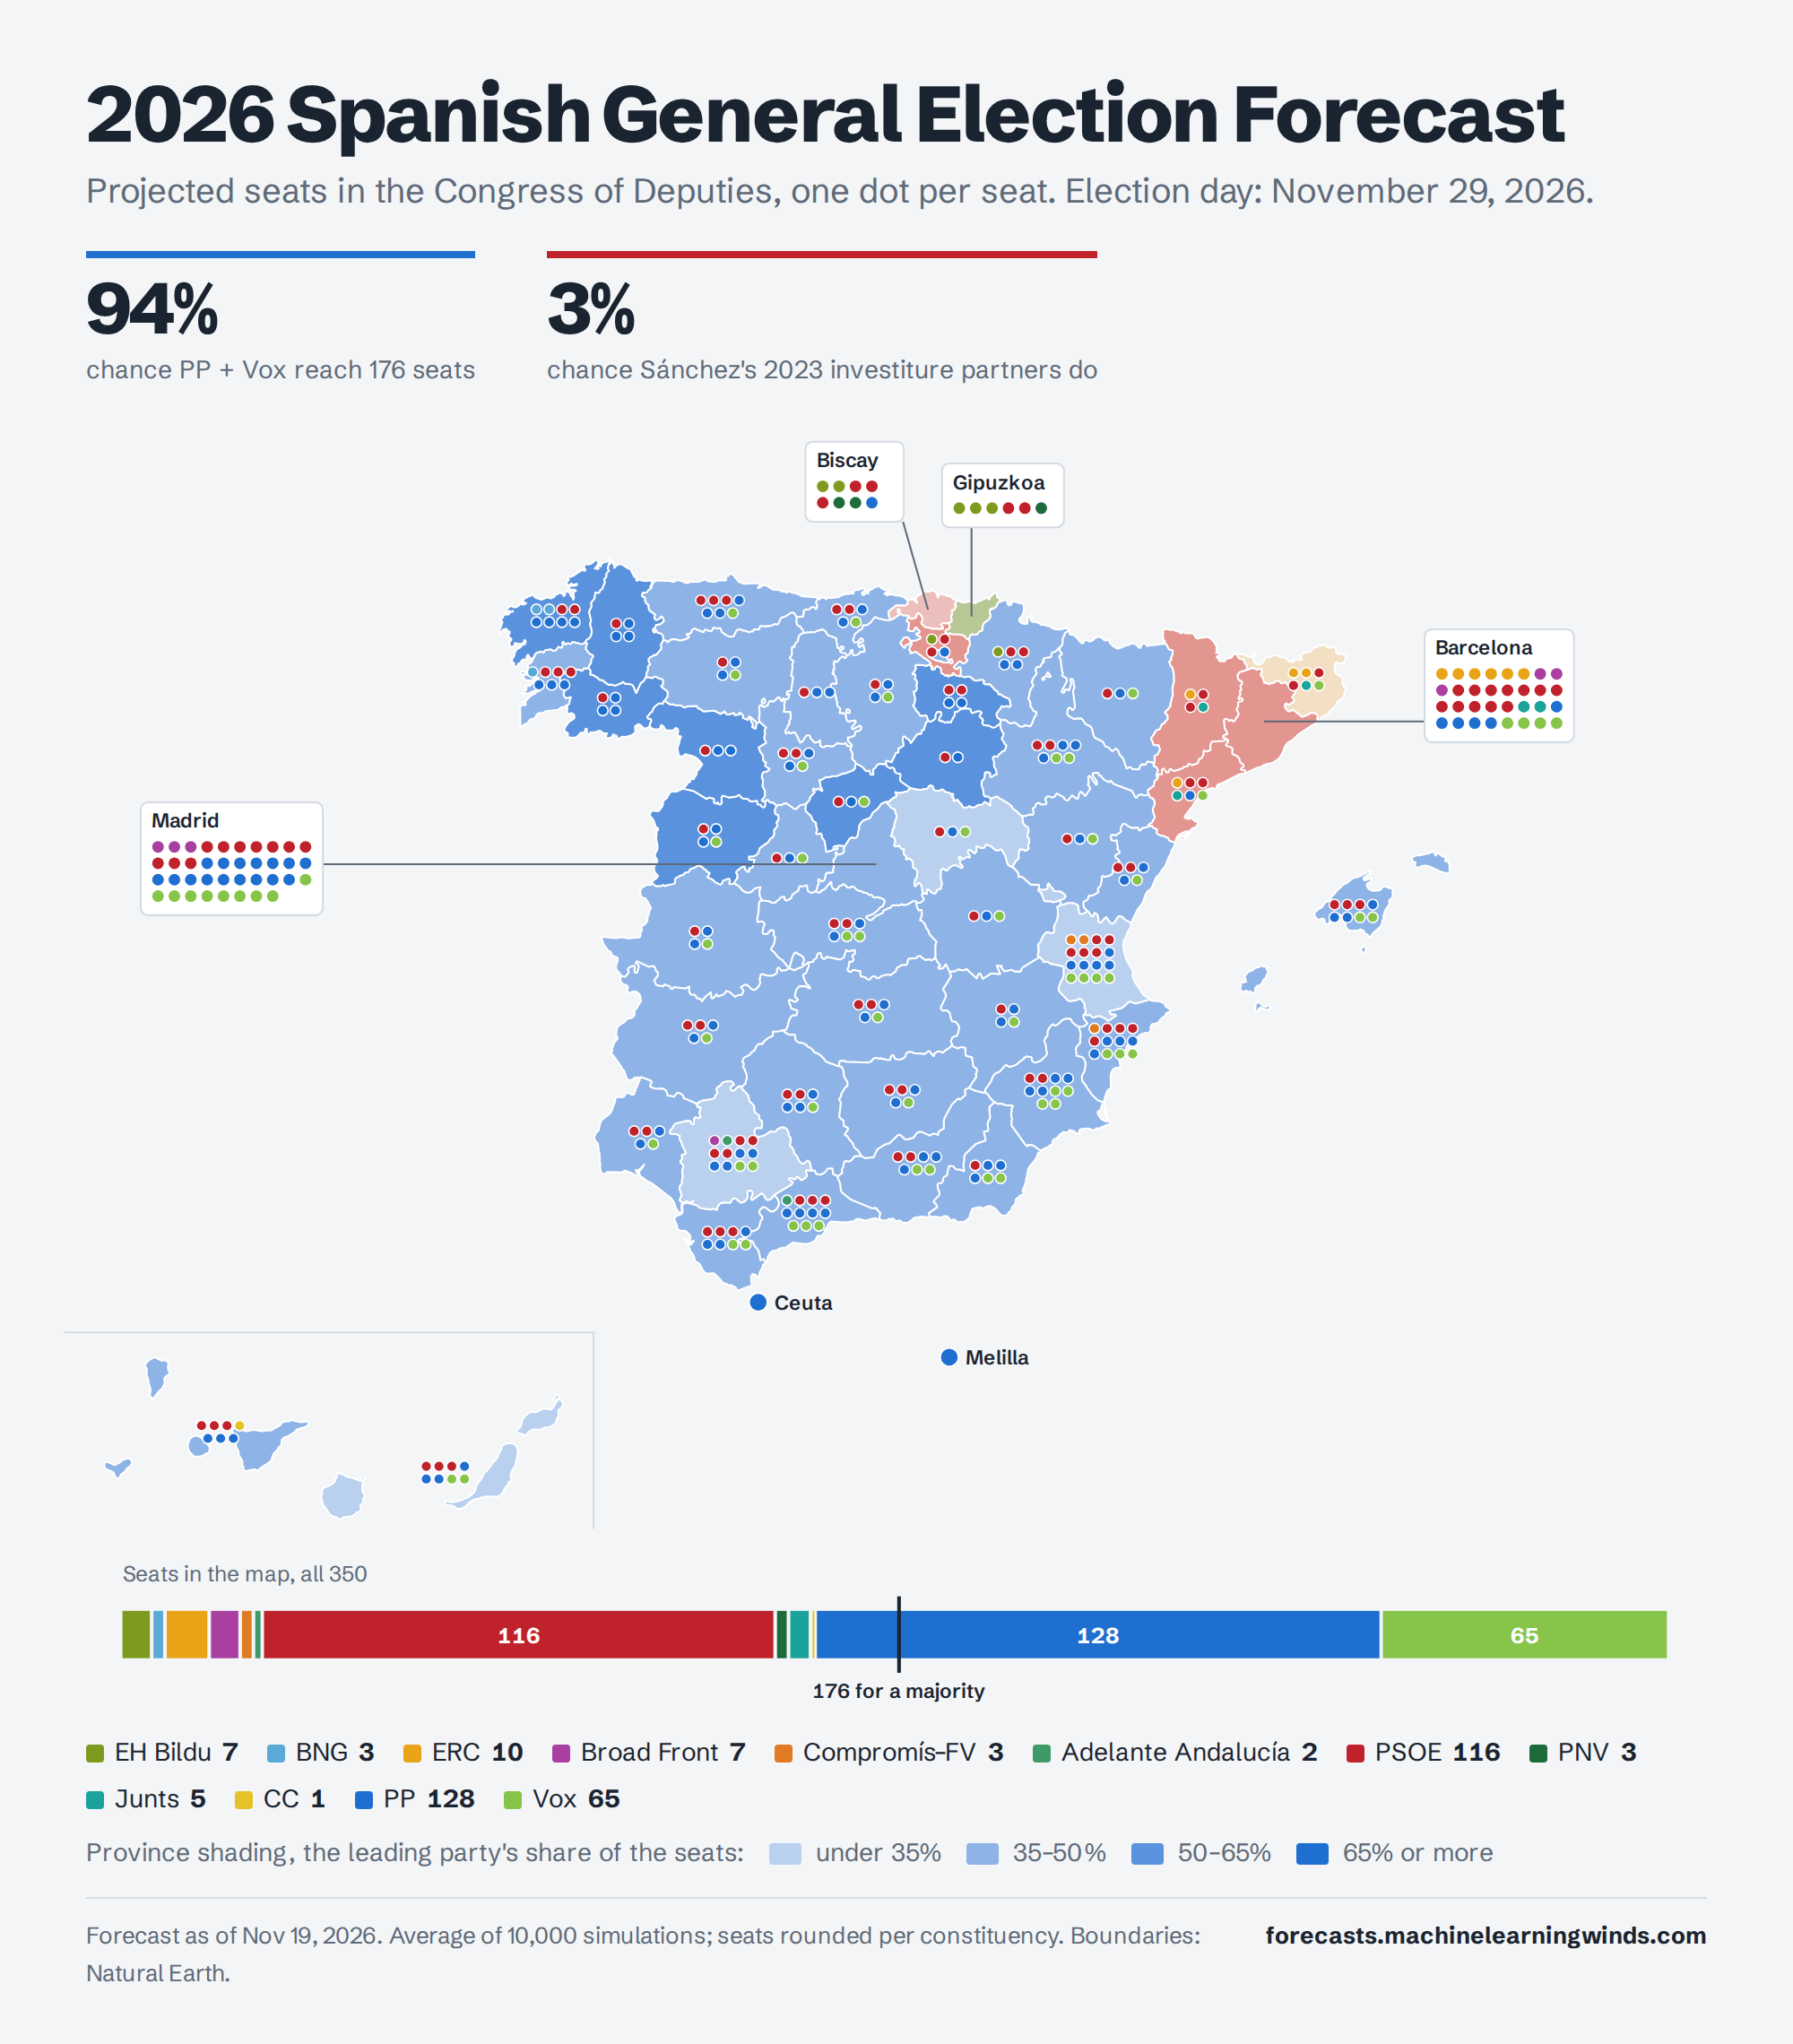 2026 Spanish General Election Forecast
Projected seats in the Congress of Deputies, one dot per seat. Election day: November 29, 2026.
94%
chance PP + Vox reach 176 seats
3%
chance Sánchez's 2023 investiture partners do
Biscay
Gipuzkoa
Barcelona
Madrid
Ceuta
Melilla
Seats in the map, all 350
116
128
65
176 for a majority
EH Bildu 7 BNG 3 ERC 10 Broad Front 7 Compromís-FV 3 Adelante Andalucía 2 PSOE 116 PNV 3
Junts 5 CC 1 PP 128 Vox 65
Province shading, the leading party's share of the seats: under 35% 35–50% 50–65% 65% or more
Forecast as of Nov 19, 2026. Average of 10,000 simulations; seats rounded per constituency. Boundaries:
Natural Earth.
forecasts.machinelearningwinds.com